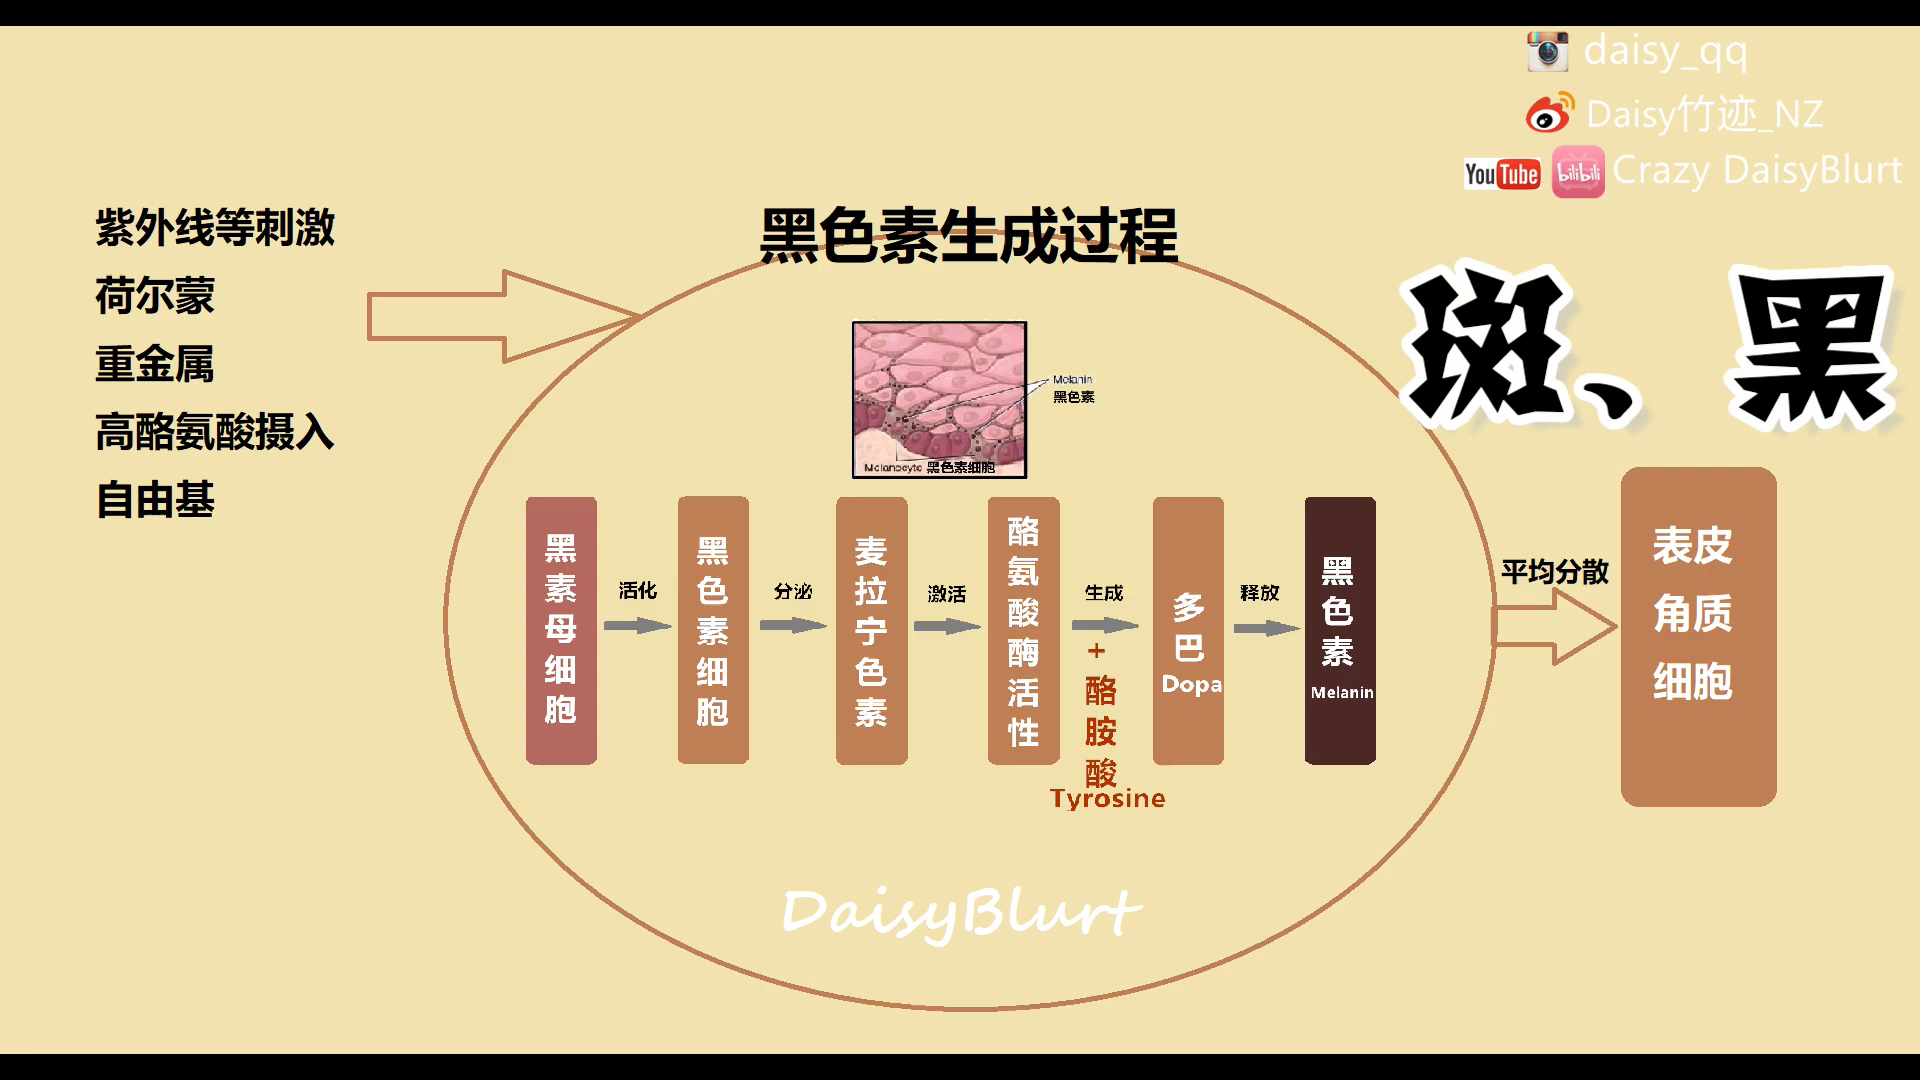 daisy_qq
Daisy竹迹_NZ
YouTube bilibili Crazy DaisyBlurt
黑色素生成过程
紫外线等刺激
荷尔蒙
重金属
高酪氨酸摄入
自由基
斑、黑
Melanin
黑色素
Melanocyte 黑色素细胞
黑素母细胞
活化
黑色素细胞
分泌
麦拉宁色素
激活
酪氨酸酶活性
生成
+
酪胺酸
Tyrosine
多巴
Dopa
释放
黑色素
Melanin
平均分散
表皮
角质
细胞
DaisyBlurt